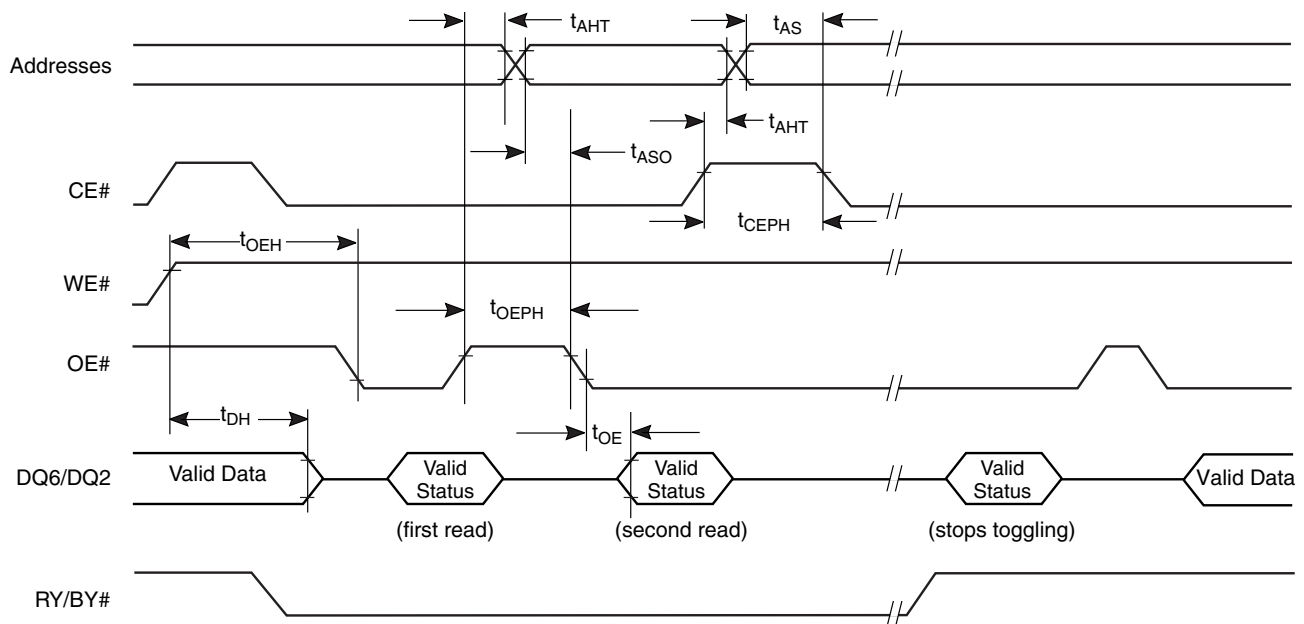 tAHT
tAS
Addresses
tAHT
tASO
CE#
tCEPH
tOEH
WE#
tOEPH
OE#
tDH
tOE
DQ6/DQ2
Valid Data
Valid
Status
Valid
Status
Valid
Status
Valid Data
(first read)
(second read)
(stops toggling)
RY/BY#